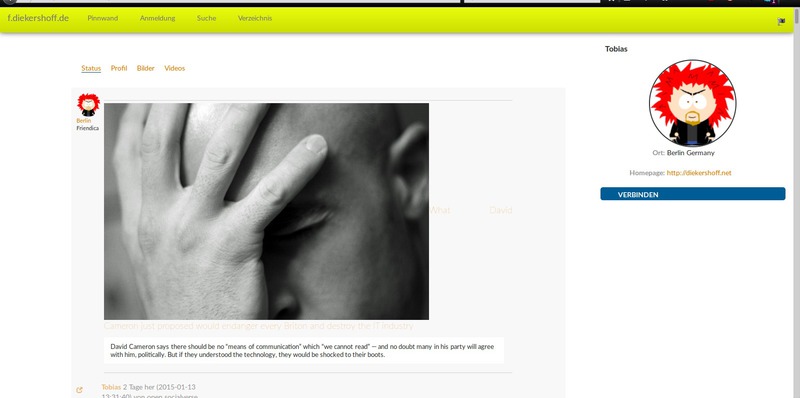 f.diekershoff.de
Pinnwand
Anmeldung
Suche
Verzeichnis
Status
Profil
Bilder
Videos
Berlin
Friendica
What David
Cameron just proposed would endanger every Briton and destroy the IT industry
David Cameron says there should be no "means of communication" which "we cannot read" -- and no doubt many in his party will agree
with him, politically. But if they understood the technology, they would be shocked to their boots.
Tobias 2 Tage her (2015-01-13
13:21:40) von open socialverse
Tobias
Ort: Berlin Germany
Homepage: http://diekershoff.net
VERBINDEN